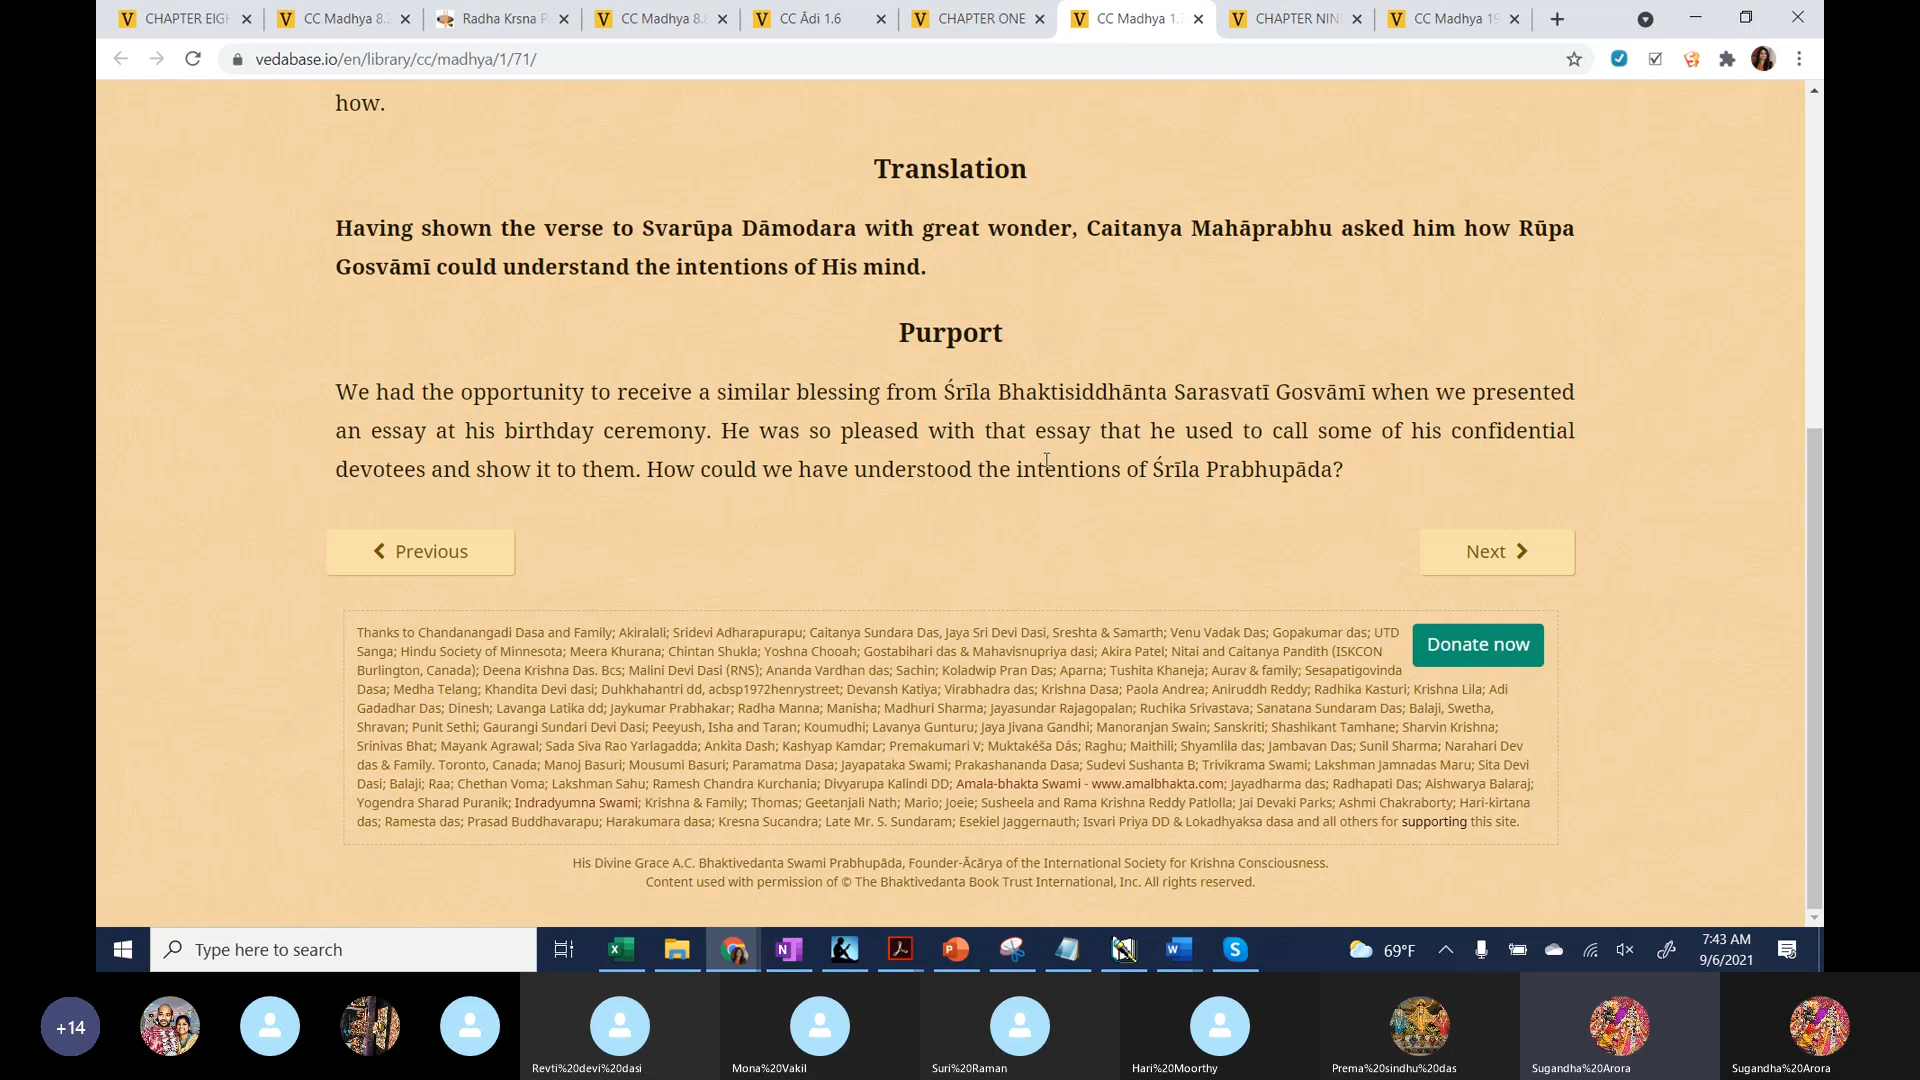 CHAPTER EIGH
CC Madhya 8.
Radha Krsna P
CC Madhya 8.
CC Ādi 1.6
CHAPTER ONE
CC Madhya 1.
CHAPTER NIN
CC Madhya 19
vedabase.io/en/library/cc/madhya/1/71/
how.
Translation
Having shown the verse to Svarūpa Dāmodara with great wonder, Caitanya Mahāprabhu asked him how Rūpa
Gosvāmī could understand the intentions of His mind.
Purport
We had the opportunity to receive a similar blessing from Śrīla Bhaktisiddhānta Sarasvatī Gosvāmī when we presented
an essay at his birthday ceremony. He was so pleased with that essay that he used to call some of his confidential
devotees and show it to them. How could we have understood the intentions of Śrīla Prabhupāda?
Previous
Next
Thanks to Chandanangadi Dasa and Family; Akiralali; Sridevi Adharapurapu; Caitanya Sundara Das, Jaya Sri Devi Dasi, Sreshta & Samarth; Venu Vadak Das; Gopakumar das; UTD
Sanga; Hindu Society of Minnesota; Meera Khurana; Chintan Shukla; Yoshna Chooah; Gostabihari das & Mahavisnupriya dasi; Akira Patel; Nitai and Caitanya Pandith (ISKCON
Burlington, Canada); Deena Krishna Das. Bcs; Malini Devi Dasi (RNS); Ananda Vardhan das; Sachin; Koladwip Pran Das; Aparna; Tushita Khaneja; Aurav & family; Sesapatigovinda
Dasa; Medha Telang; Khandita Devi dasi; Duhkhahantri dd, acbsp1972henrystreet; Devansh Katiya; Virabhadra das; Krishna Dasa; Paola Andrea; Aniruddh Reddy; Radhika Kasturi; Krishna Lila; Adi
Gadadhar Das; Dinesh; Lavanga Latika dd; Jaykumar Prabhakar; Radha Manna; Manisha; Madhuri Sharma; Jayasundar Rajagopalan; Ruchika Srivastava; Sanatana Sundaram Das; Balaji, Swetha,
Shravan; Punit Sethi; Gaurangi Sundari Devi Dasi; Peeyush, Isha and Taran; Koumudhi; Lavanya Gunturu; Jaya Jivana Gandhi; Manoranjan Swain; Sanskriti; Shashikant Tamhane; Sharvin Krishna;
Srinivas Bhat; Mayank Agrawal; Sada Siva Rao Yarlagadda; Ankita Dash; Kashyap Kamdar; Premakumari V; Muktakéša Dás; Raghu; Maithili; Shyamlila das; Jambavan Das; Sunil Sharma; Narahari Dev
das & Family. Toronto, Canada; Manoj Basuri; Mousumi Basuri; Paramatma Dasa; Jayapataka Swami; Prakashananda Dasa; Sudevi Sushanta B; Trivikrama Swami; Lakshman Jamnadas Maru; Sita Devi
Dasi; Balaji; Raa; Chethan Voma; Lakshman Sahu; Ramesh Chandra Kurchania; Divyarupa Kalindi DD; Amala-bhakta Swami - www.amalbhakta.com; Jayadharma das; Radhapati Das; Aishwarya Balaraj;
Yogendra Sharad Puranik; Indradyumna Swami; Krishna & Family; Thomas; Geetanjali Nath; Mario; Joeie; Susheela and Rama Krishna Reddy Patlolla; Jai Devaki Parks; Ashmi Chakraborty; Hari-kirtana
das; Ramesta das; Prasad Buddhavarapu; Harakumara dasa; Kresna Sucandra; Late Mr. S. Sundaram; Esekiel Jaggernauth; Isvari Priya DD & Lokadhyaksa dasa and all others for supporting this site.
Donate now
His Divine Grace A.C. Bhaktivedanta Swami Prabhupāda, Founder-Ācārya of the International Society for Krishna Consciousness.
Content used with permission of © The Bhaktivedanta Book Trust International, Inc. All rights reserved.
Type here to search
69°F
7:43 AM
9/6/2021
+14
Revti%20devi%20dasi
Mona%20Vakil
Suri%20Raman
Hari%20Moorthy
Prema%20sindhu%20das
Sugandha%20Arora
Sugandha%20Arora